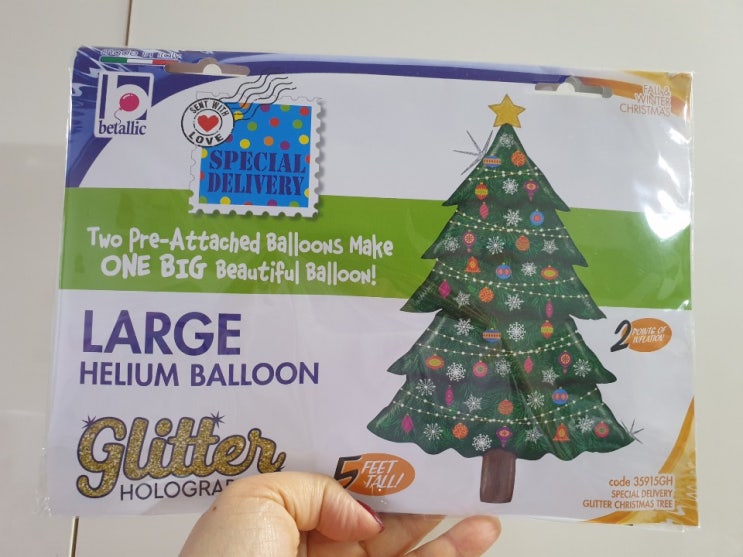 betallic
SENT WITH
LOVE
SPECIAL
DELIVERY
FALL &
WINTER
CHRISTMAS
Two Pre-Attached Balloons Make
ONE BIG Beautiful Balloon!
LARGE
HELIUM BALLOON
2 POINTS OF
INFLATION
Glitter
5 FEET
TALL!
code 35915GH
SPECIAL DELIVERY
GLITTER CHRISTMAS TREE